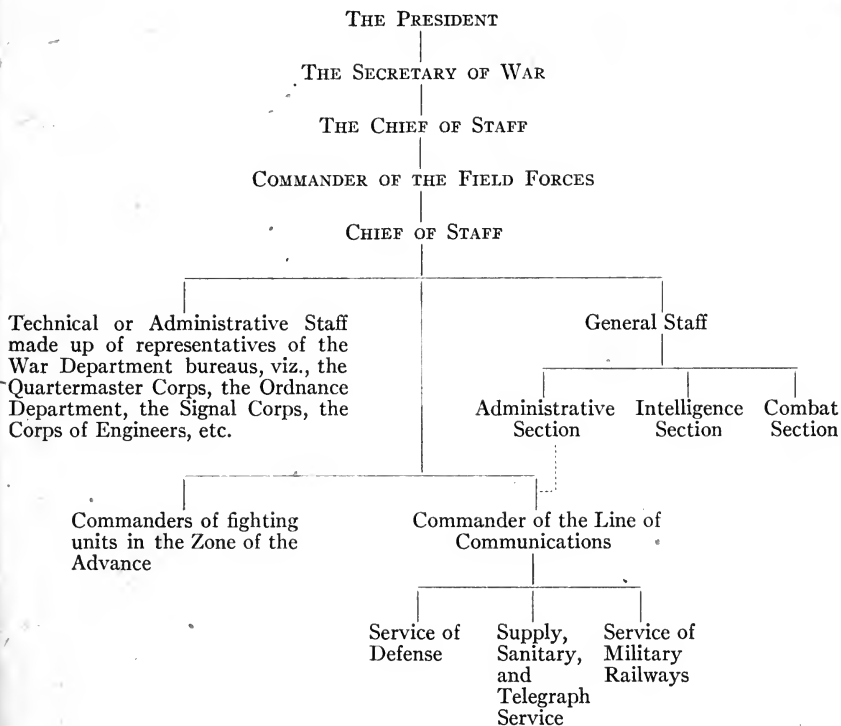 THE PRESIDENT
THE SECRETARY OF WAR
THE CHIEF OF STAFF
COMMANDER OF THE FIELD FORCES
CHIEF OF STAFF
Technical or Administrative Staff
made up of representatives of the
War Department bureaus, viz., the
Quartermaster Corps, the Ordnance
Department, the Signal Corps, the
Corps of Engineers, etc.
General Staff
Administrative
Section
Intelligence
Section
Combat
Section
Commanders of fighting
units in the Zone of the
Advance
Commander of the Line of
Communications
Service of
Defense
Supply,
Sanitary,
and
Telegraph
Service
Service of
Military
Railways